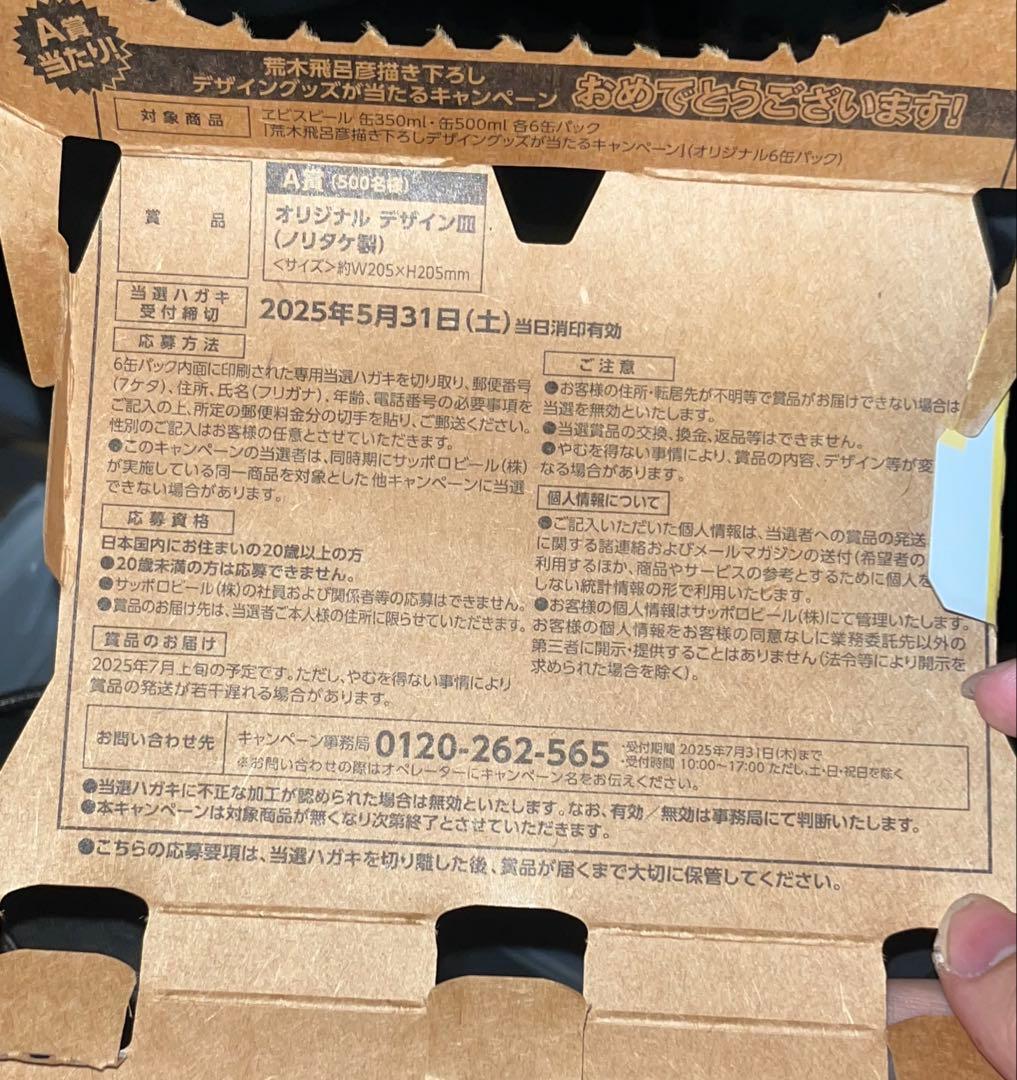 A賞
当たり!
荒木飛呂彦描き下ろし
デザイングッズが当たるキャンペーン おめでとうございます!
対象商品
ヱビスビール 缶350ml・缶500ml 各6缶パック
「荒木飛呂彦描き下ろしデザイングッズが当たるキャンペーン」(オリジナル6缶パック)
賞品
A賞(500名様)
オリジナル デザイン皿
(ノリタケ製)
<サイズ>約W205×H205mm
当選ハガキ
受付締切
2025年5月31日(土)当日消印有効
応募方法
6缶パック内面に印刷された専用当選ハガキを切り取り、郵便番号
(7ケタ)、住所、氏名(フリガナ)、年齢、電話番号の必要事項を
ご記入の上、所定の郵便料金分の切手を貼り、ご郵送ください。
性別のご記入はお客様の任意とさせていただきます。
●このキャンペーンの当選者は、同時期にサッポロビール(株)
が実施している同一商品を対象とした他キャンペーンに当選
できない場合があります。
応募資格
日本国内にお住まいの20歳以上の方
●20歳未満の方は応募できません。
●サッポロビール(株)の社員および関係者等の応募はできません。
●賞品のお届け先は、当選者ご本人様の住所に限らせていただきます。
賞品のお届け
2025年7月上旬の予定です。ただし、やむを得ない事情により
賞品の発送が若干遅れる場合があります。
ご注意
●お客様の住所・転居先が不明等で賞品がお届けできない場合は
当選を無効といたします。
●当選賞品の交換、換金、返品等はできません。
●やむを得ない事情により、賞品の内容、デザイン等が変
なる場合があります。
個人情報について
●ご記入いただいた個人情報は、当選者への賞品の発送
に関する諸連絡およびメールマガジンの送付(希望者の
利用するほか、商品やサービスの参考とするために個人を
しない統計情報の形で利用いたします。
●お客様の個人情報はサッポロビール(株)にて管理いたします。
お客様の個人情報をお客様の同意なしに業務委託先以外の
第三者に開示・提供することはありません(法令等により開示を
求められた場合を除く)。
お問い合わせ先
キャンペーン事務局 0120-262-565
・受付期間 2025年7月31日(木)まで
・受付時間 10:00~17:00 ただし、土・日・祝日を除く
※お問い合わせの際はオペレーターにキャンペーン名をお伝えください。
●当選ハガキに不正な加工が認められた場合は無効といたします。なお、有効/無効は事務局にて判断いたします。
●本キャンペーンは対象商品が無くなり次第終了とさせていただきます。
●こちらの応募要項は、当選ハガキを切り離した後、賞品が届くまで大切に保管してください。